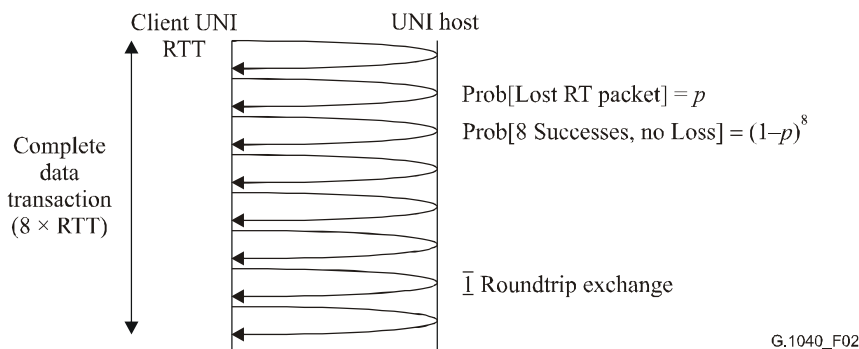 Client UNI
UNI host
RTT
Prob[Lost RT packet] = p
Prob[8 Successes, no Loss] = (1–p)⁸
Complete
data
transaction
(8 × RTT)
1 Roundtrip exchange
G.1040_F02